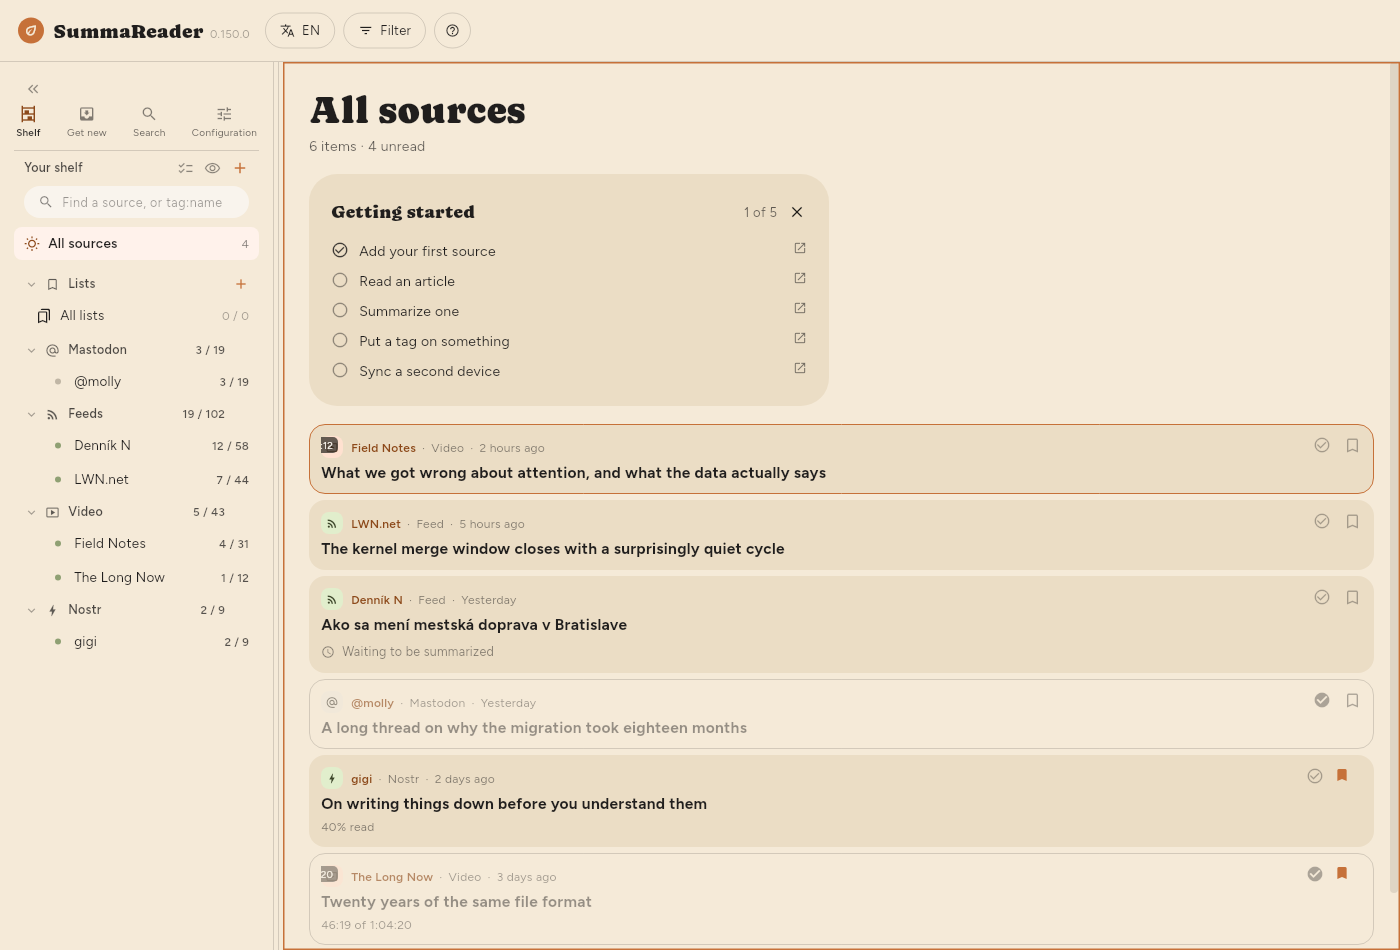 SummaReader 0.150.0 EN Filter
Shelf Get new Search Configuration
Your shelf
Find a source, or tag:name
All sources 4
Lists
All lists 0 / 0
Mastodon 3 / 19
@molly 3 / 19
Feeds 19 / 102
Denník N 12 / 58
LWN.net 7 / 44
Video 5 / 43
Field Notes 4 / 31
The Long Now 1 / 12
Nostr 2 / 9
gigi 2 / 9
All sources
6 items · 4 unread
Getting started 1 of 5
Add your first source
Read an article
Summarize one
Put a tag on something
Sync a second device
:12 Field Notes · Video · 2 hours ago
What we got wrong about attention, and what the data actually says
LWN.net · Feed · 5 hours ago
The kernel merge window closes with a surprisingly quiet cycle
Denník N · Feed · Yesterday
Ako sa mení mestská doprava v Bratislave
Waiting to be summarized
@molly · Mastodon · Yesterday
A long thread on why the migration took eighteen months
gigi · Nostr · 2 days ago
On writing things down before you understand them
40% read
20 The Long Now · Video · 3 days ago
Twenty years of the same file format
46:19 of 1:04:20